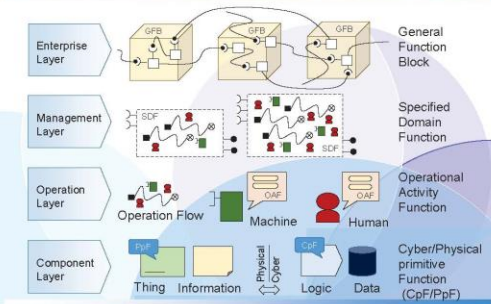 GFB
GFB
GFB
Enterprise
Layer
General
Function
Block
Management
Layer
SDF
SDF
Specified
Domain
Function
Operation
Layer
Operation Flow
OAF
Machine
OAF
Human
Operational
Activity
Function
Component
Layer
PpF
Thing
Information
Physical
Cyber
CpF
Logic
Data
Cyber/Physical
primitive
Function
(CpF/PpF)